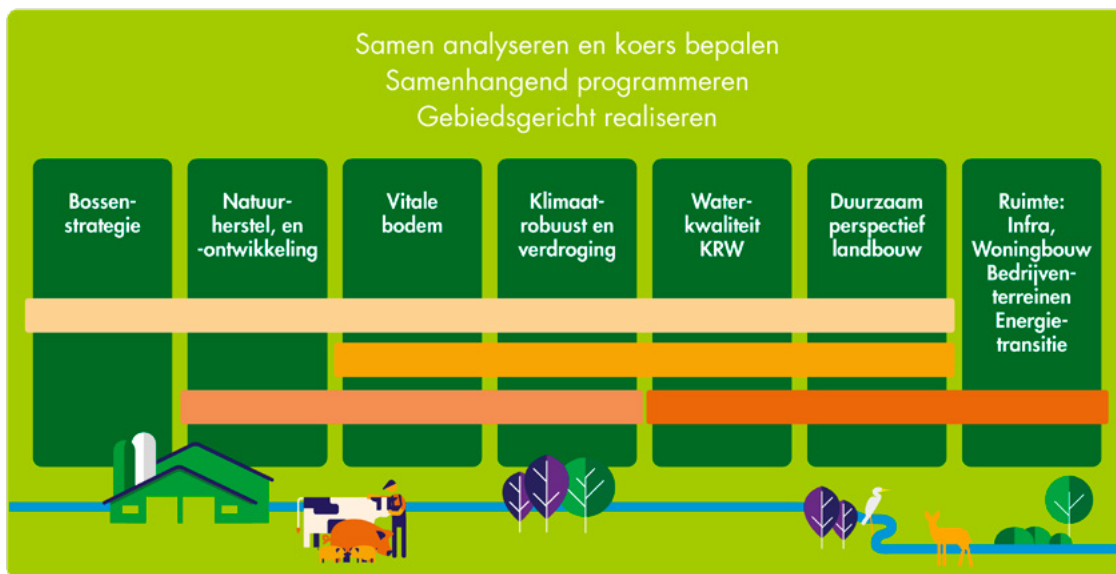 Samen analyseren en koers bepalen
Samenhangend programmeren
Gebiedsgericht realiseren
Bossen-
strategie
Natuur-
herstel, en
-ontwikkeling
Vitale
bodem
Klimaat-
robuust en
verdroging
Water-
kwaliteit
KRW
Duurzaam
perspectief
landbouw
Ruimte:
Infra,
Woningbouw
Bedrijven-
terreinen
Energie-
transitie